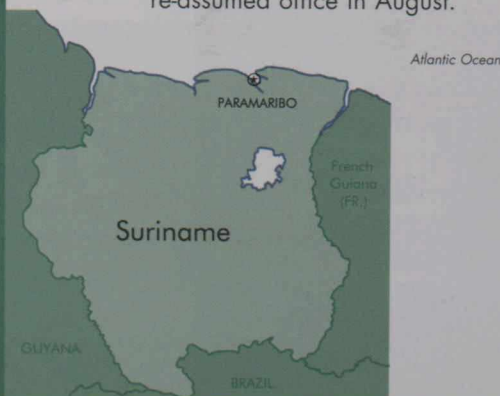 re-assumed office in August.
Atlantic Ocean
PARAMARIBO
French
Guiana
(FR.)
Suriname
GUYANA
BRAZIL